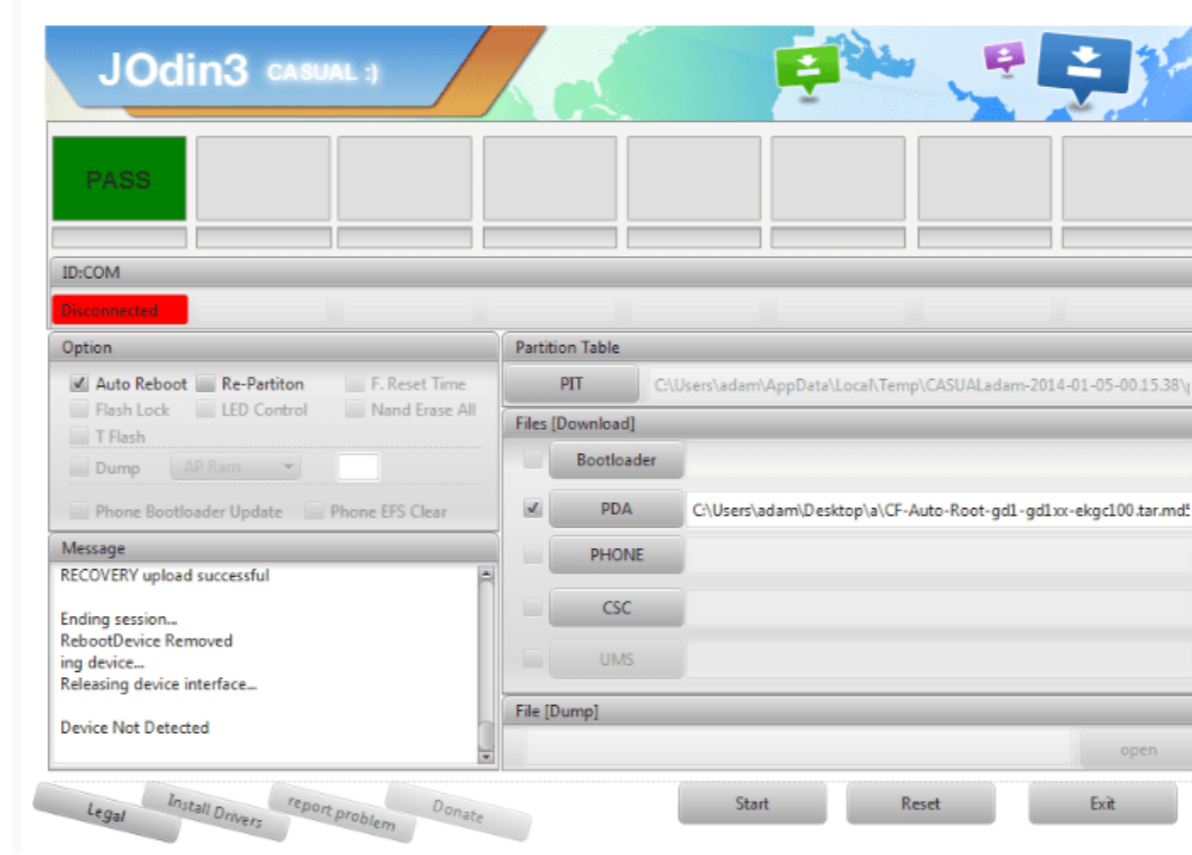 JOdin3 CASUAL :)
PASS
ID:COM
Disconnected
Option
Auto Reboot Re-Partiton F. Reset Time
Flash Lock LED Control Nand Erase All
T Flash
Dump AP Ram
Phone Bootloader Update Phone EFS Clear
Message
RECOVERY upload successful
Ending session...
RebootDevice Removed
ing device...
Releasing device interface...
Device Not Detected
Partition Table
PIT C:\Users\adam\AppData\Local\Temp\CASUALadam-2014-01-05-00.15.38\
Files [Download]
Bootloader
PDA C:\Users\adam\Desktop\a\CF-Auto-Root-gd1-gd1xx-ekgc100.tar.md5
PHONE
CSC
UMS
File [Dump]
open
Legal Install Drivers report problem Donate
Start Reset Exit